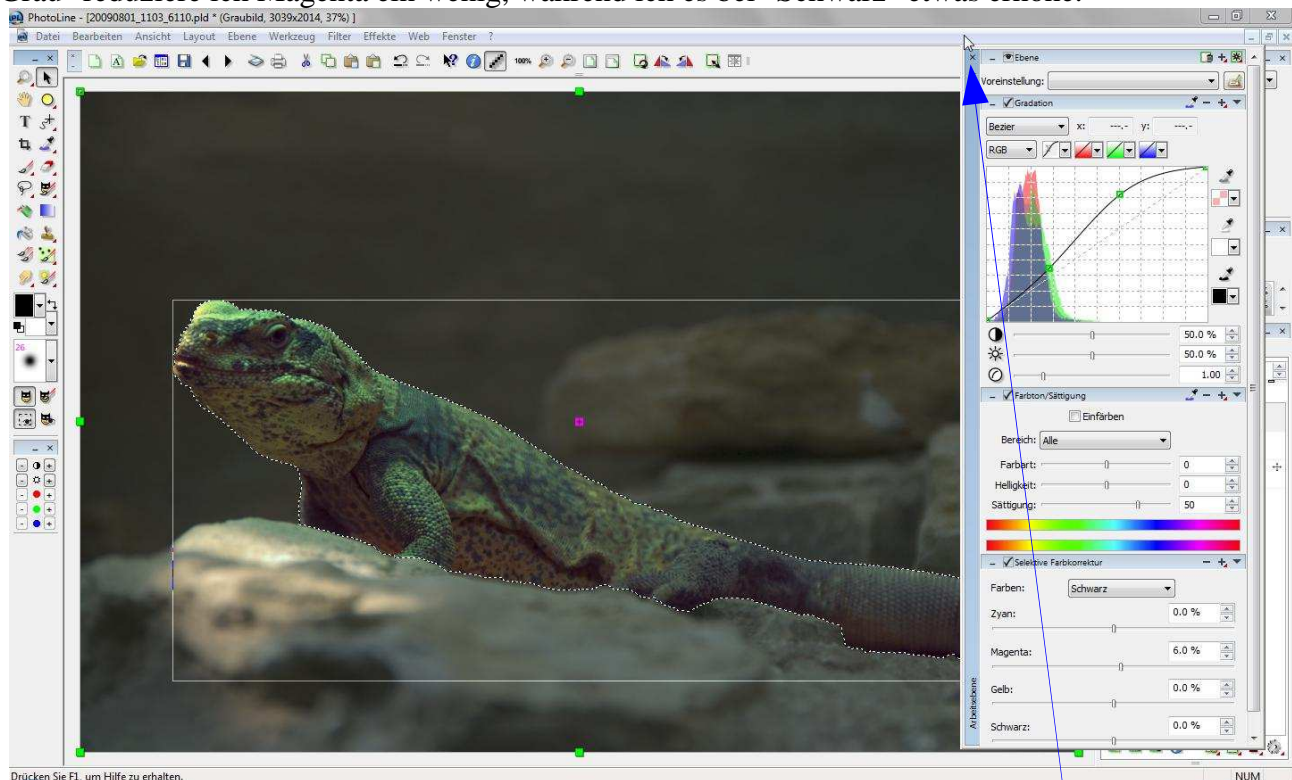 Grau" reduziere ich Magenta ein wenig, während ich es bei "Schwarz" etwas erhöhe.
PhotoLine - [20090801_1103_6110.pld * (Graubild, 3039x2014, 37%) ]
Datei Bearbeiten Ansicht Layout Ebene Werkzeug Filter Effekte Web Fenster ?
100%
Ebene
Voreinstellung:
Gradation
Bezier x: ---,- y: ---,-
RGB
50.0 %
50.0 %
1.00
Farbton/Sättigung
Einfärben
Bereich: Alle
Farbart: 0
Helligkeit: 0
Sättigung: 50
Selektive Farbkorrektur
Farben: Schwarz
Zyan: 0.0 %
Magenta: 6.0 %
Gelb: 0.0 %
Schwarz: 0.0 %
Arbeitsebene
26
Drücken Sie F1, um Hilfe zu erhalten.
NUM